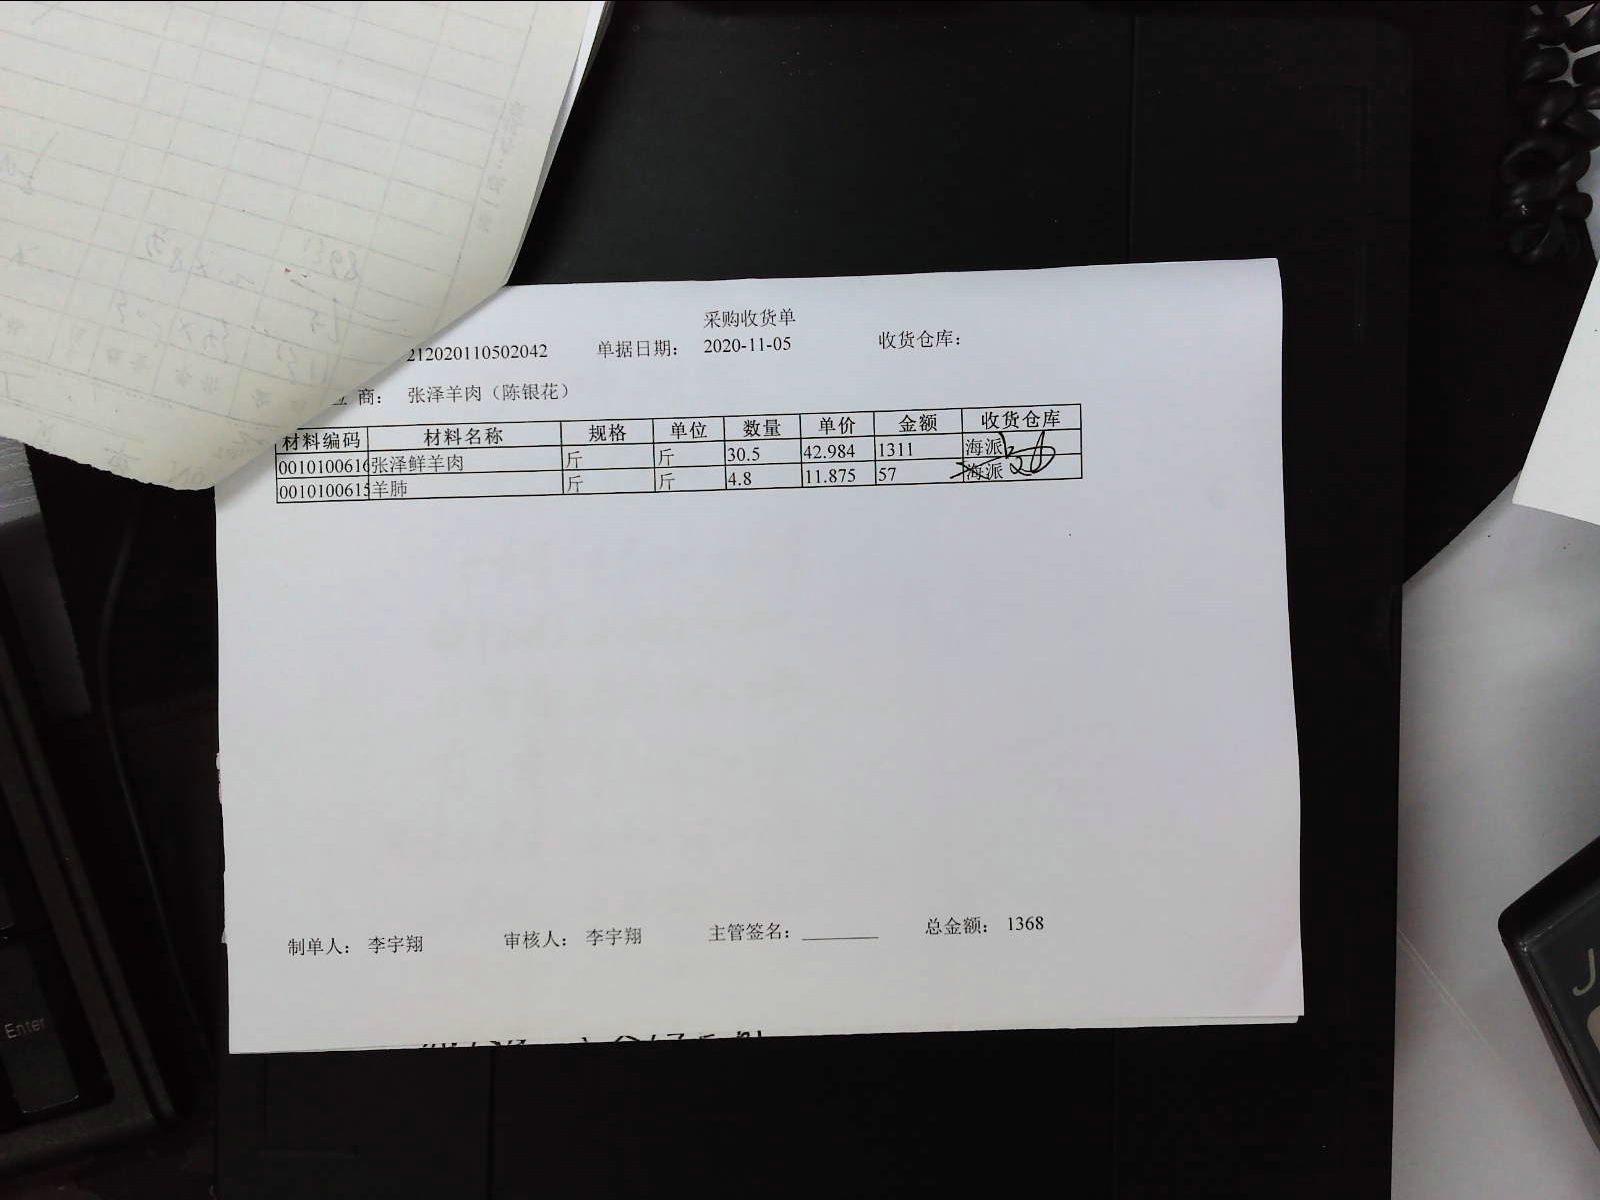 采购收货单
212020110502042 单据日期： 2020-11-05 收货仓库：
商： 张泽羊肉（陈银花）
材料编码 材料名称 规格 单位 数量 单价 金额 收货仓库
0010100616 张泽鲜羊肉 斤 斤 30.5 42.984 1311 海派
0010100615 羊肺 斤 斤 4.8 11.875 57 海派
制单人： 李宇翔 审核人： 李宇翔 主管签名： 总金额： 1368
Enter